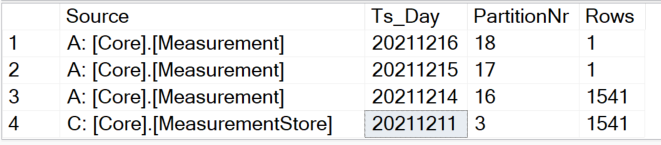 Source Ts_Day PartitionNr Rows
1 A: [Core].[Measurement] 20211216 18 1
2 A: [Core].[Measurement] 20211215 17 1
3 A: [Core].[Measurement] 20211214 16 1541
4 C: [Core].[MeasurementStore] 20211211 3 1541